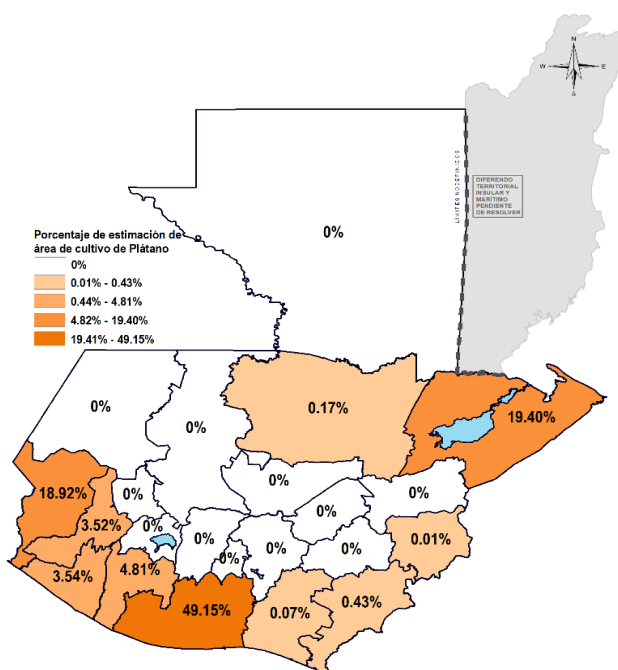 N
W E
S
LÍMITES NO DEFINIDOS
DIFERENDO
TERRITORIAL
INSULAR Y
MARÍTIMO
PENDIENTE
DE RESOLVER
0%
Porcentaje de estimación de
área de cultivo de Plátano
0%
0.01% - 0.43%
0.44% - 4.81%
4.82% - 19.40%
19.41% - 49.15%
0%
0%
0.17%
19.40%
18.92%
0%
0%
0%
3.52%
0%
0%
0%
0%
0%
0%
0.01%
3.54%
4.81%
49.15%
0.07%
0.43%